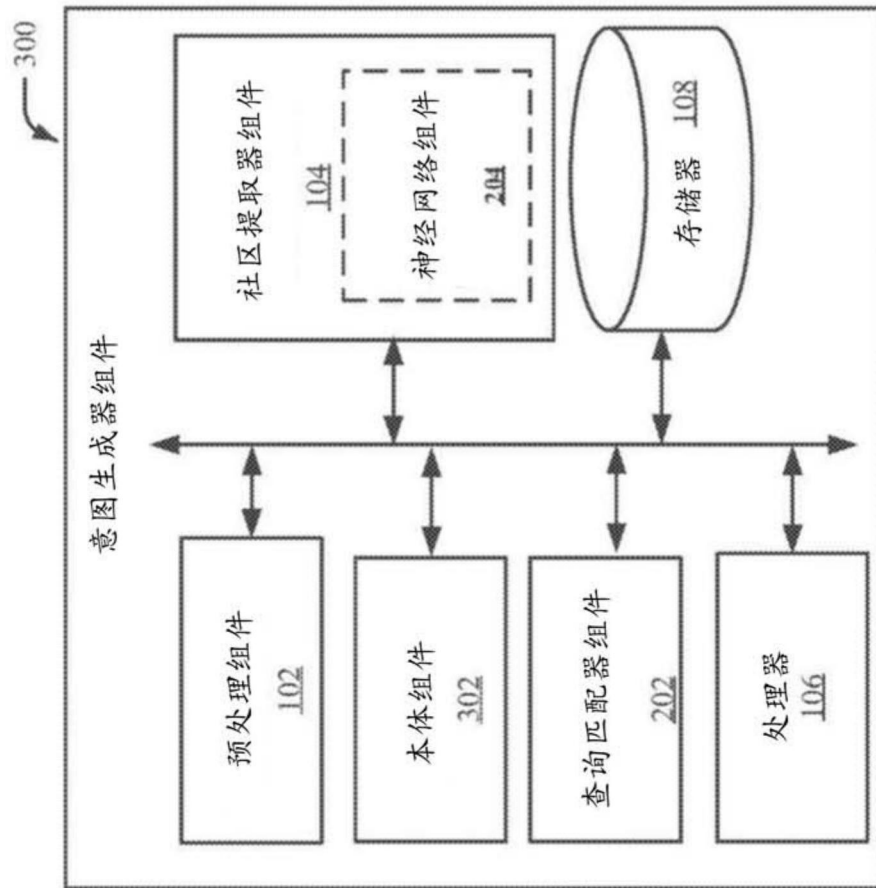 300
意图生成器组件
预处理组件
102
本体组件
302
查询匹配器组件
202
处理器
106
社区提取器组件
104
神经网络组件
204
存储器
108